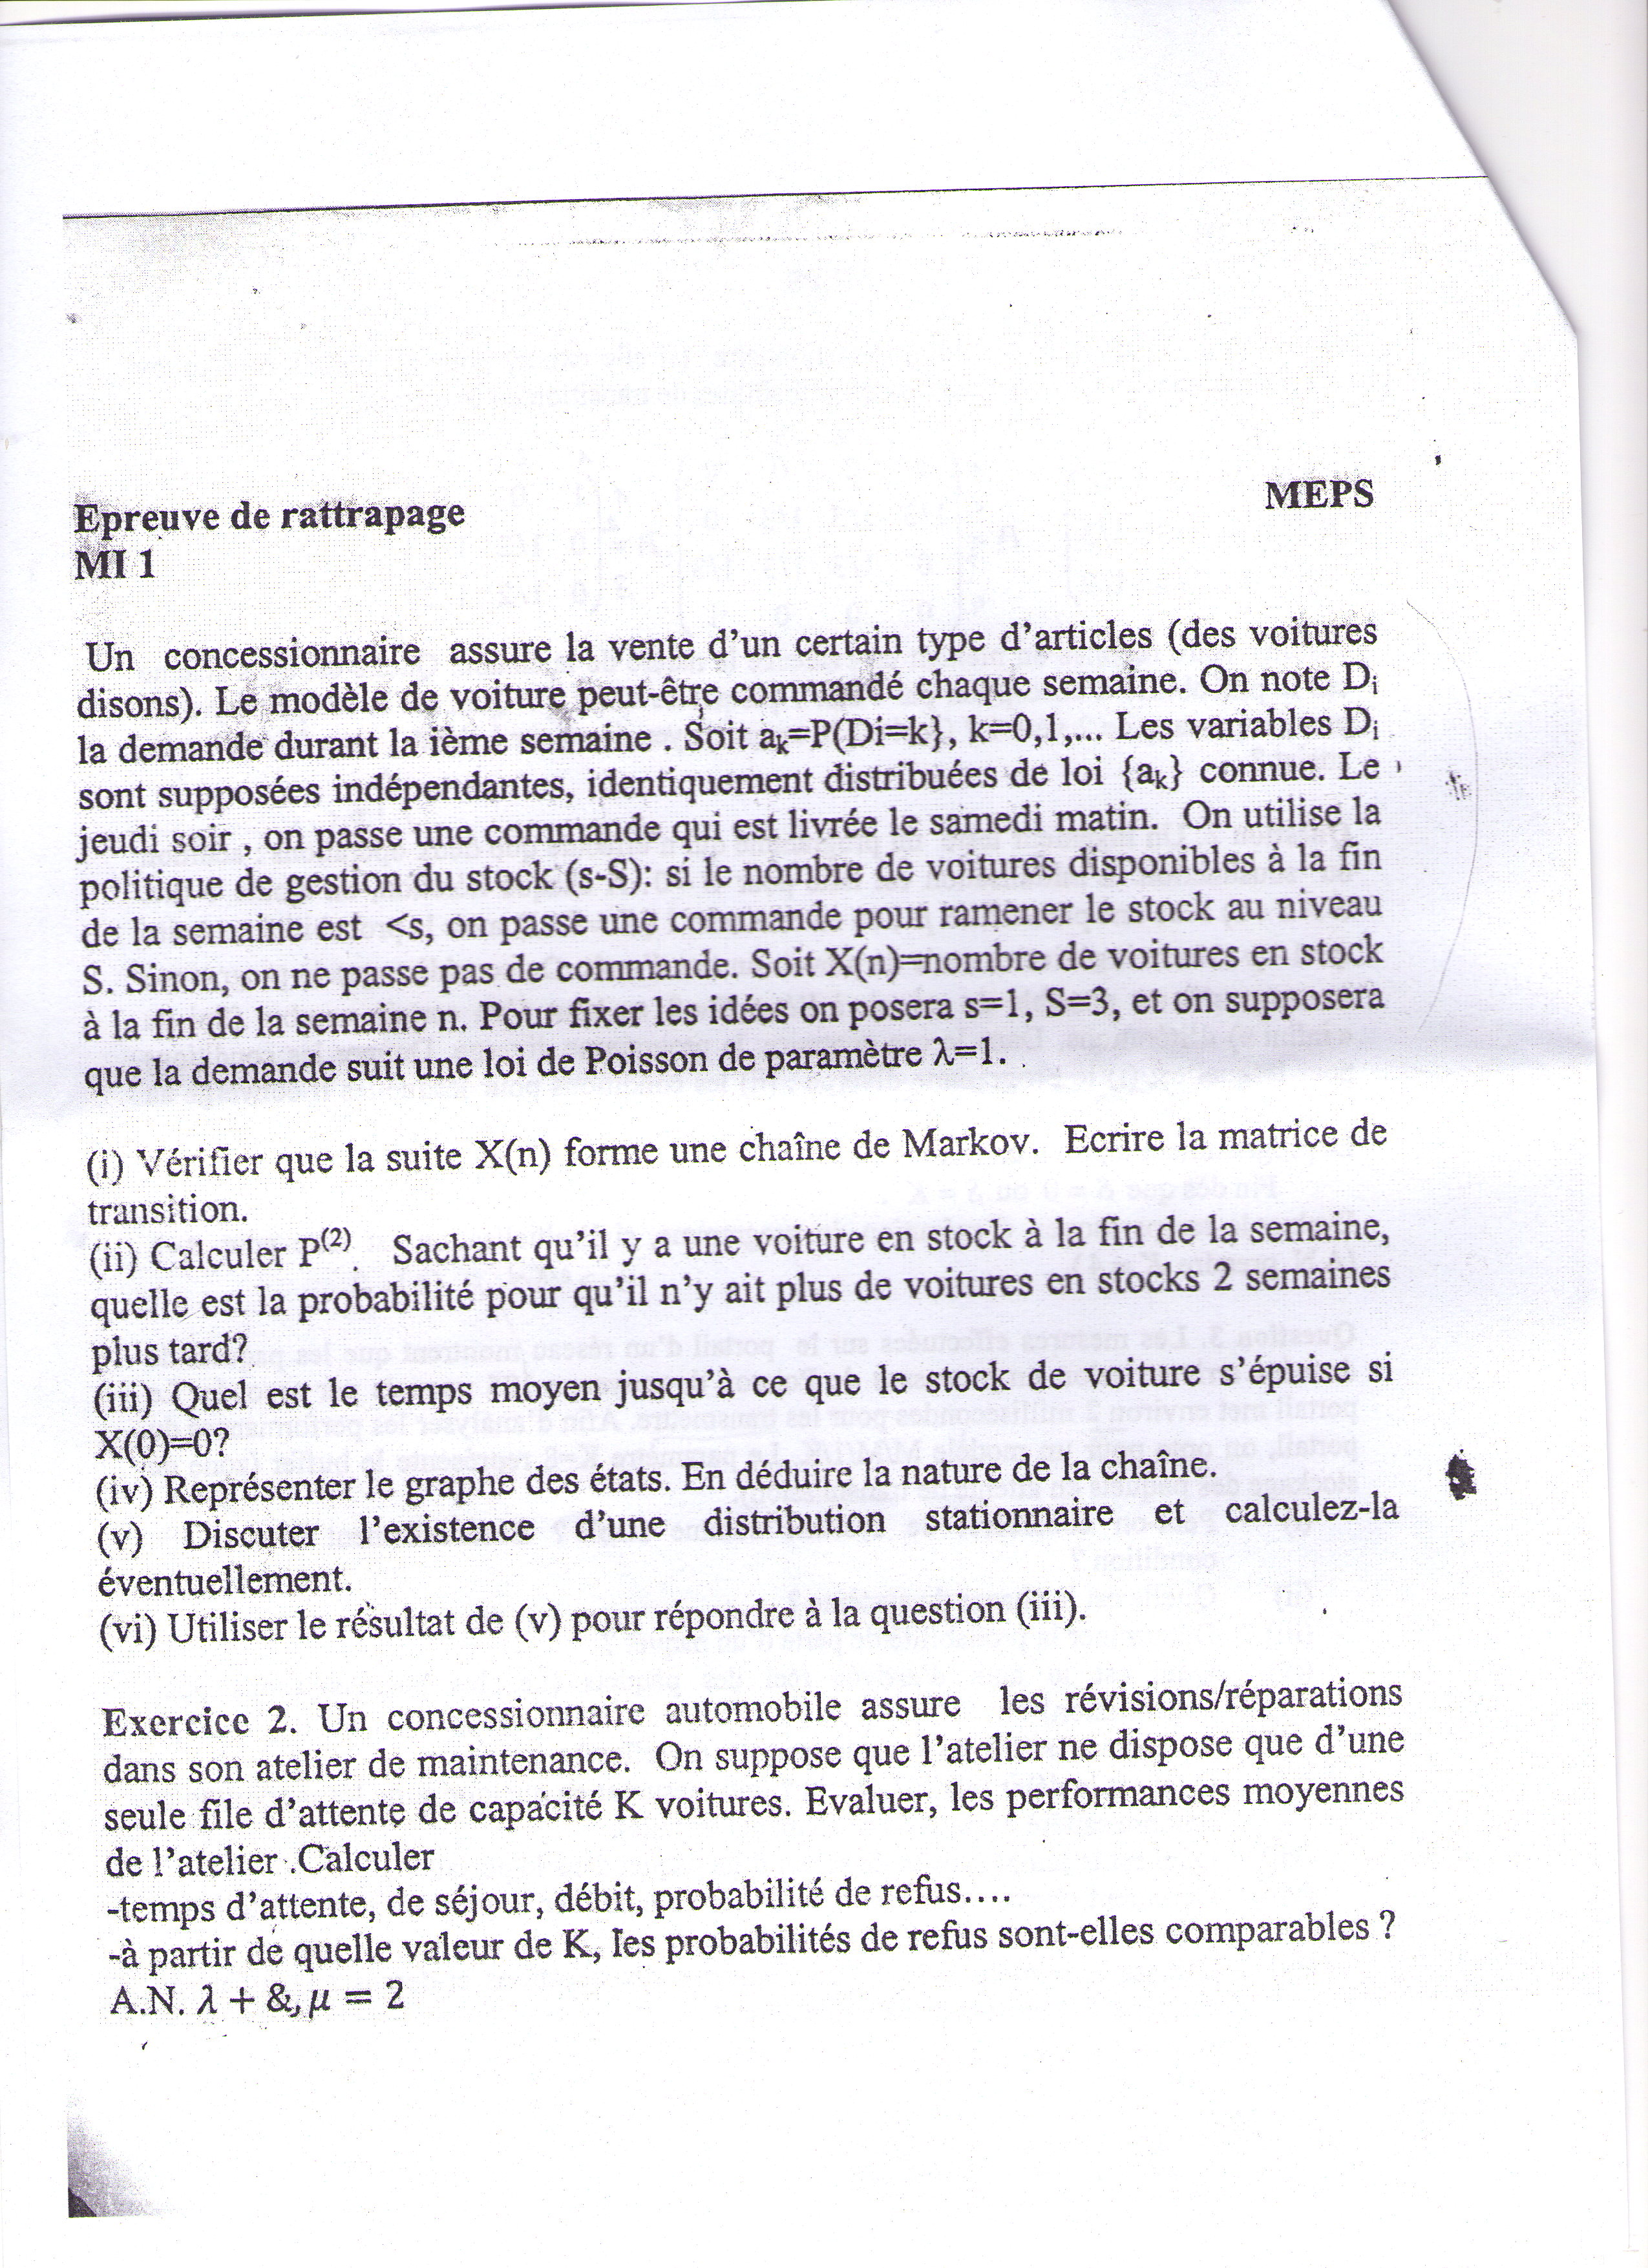 Epreuve de rattrapage MEPS
MI 1
Un concessionnaire assure la vente d'un certain type d'articles (des voitures
disons). Le modèle de voiture peut-être commandé chaque semaine. On note Di
la demande durant la ième semaine . Soit ak=P(Di=k}, k=0,1,... Les variables Di
sont supposées indépendantes, identiquement distribuées de loi {ak} connue. Le
jeudi soir , on passe une commande qui est livrée le samedi matin. On utilise la
politique de gestion du stock (s-S): si le nombre de voitures disponibles à la fin
de la semaine est <s, on passe une commande pour ramener le stock au niveau
S. Sinon, on ne passe pas de commande. Soit X(n)=nombre de voitures en stock
à la fin de la semaine n. Pour fixer les idées on posera s=1, S=3, et on supposera
que la demande suit une loi de Poisson de paramètre λ=1.
(i) Vérifier que la suite X(n) forme une chaîne de Markov. Ecrire la matrice de
transition.
(ii) Calculer P(2). Sachant qu'il y a une voiture en stock à la fin de la semaine,
quelle est la probabilité pour qu'il n'y ait plus de voitures en stocks 2 semaines
plus tard?
(iii) Quel est le temps moyen jusqu'à ce que le stock de voiture s'épuise si
X(0)=0?
(iv) Représenter le graphe des états. En déduire la nature de la chaîne.
(v) Discuter l'existence d'une distribution stationnaire et calculez-la
éventuellement.
(vi) Utiliser le résultat de (v) pour répondre à la question (iii).
Exercice 2. Un concessionnaire automobile assure les révisions/réparations
dans son atelier de maintenance. On suppose que l'atelier ne dispose que d'une
seule file d'attente de capacité K voitures. Evaluer, les performances moyennes
de l'atelier .Calculer
-temps d'attente, de séjour, débit, probabilité de refus....
-à partir de quelle valeur de K, les probabilités de refus sont-elles comparables ?
A.N. λ + &, μ = 2